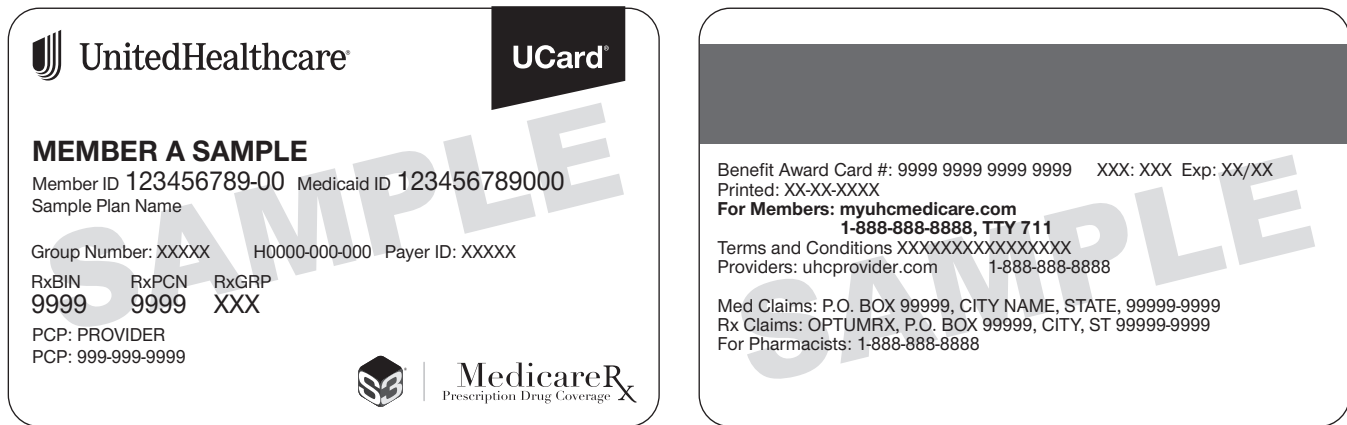 UnitedHealthcare®
UCard®
MEMBER A SAMPLE
Member ID 123456789-00 Medicaid ID 123456789000
Sample Plan Name
Group Number: XXXXX H0000-000-000 Payer ID: XXXXX
RxBIN RxPCN RxGRP
9999 9999 XXX
PCP: PROVIDER
PCP: 999-999-9999
S3®
MedicareRx
Prescription Drug Coverage
SAMPLE
Benefit Award Card #: 9999 9999 9999 9999 XXX: XXX Exp: XX/XX
Printed: XX-XX-XXXX
For Members: myuhcmedicare.com
1-888-888-8888, TTY 711
Terms and Conditions XXXXXXXXXXXXXXXX
Providers: uhcprovider.com 1-888-888-8888
Med Claims: P.O. BOX 99999, CITY NAME, STATE, 99999-9999
Rx Claims: OPTUMRX, P.O. BOX 99999, CITY, ST 99999-9999
For Pharmacists: 1-888-888-8888
SAMPLE